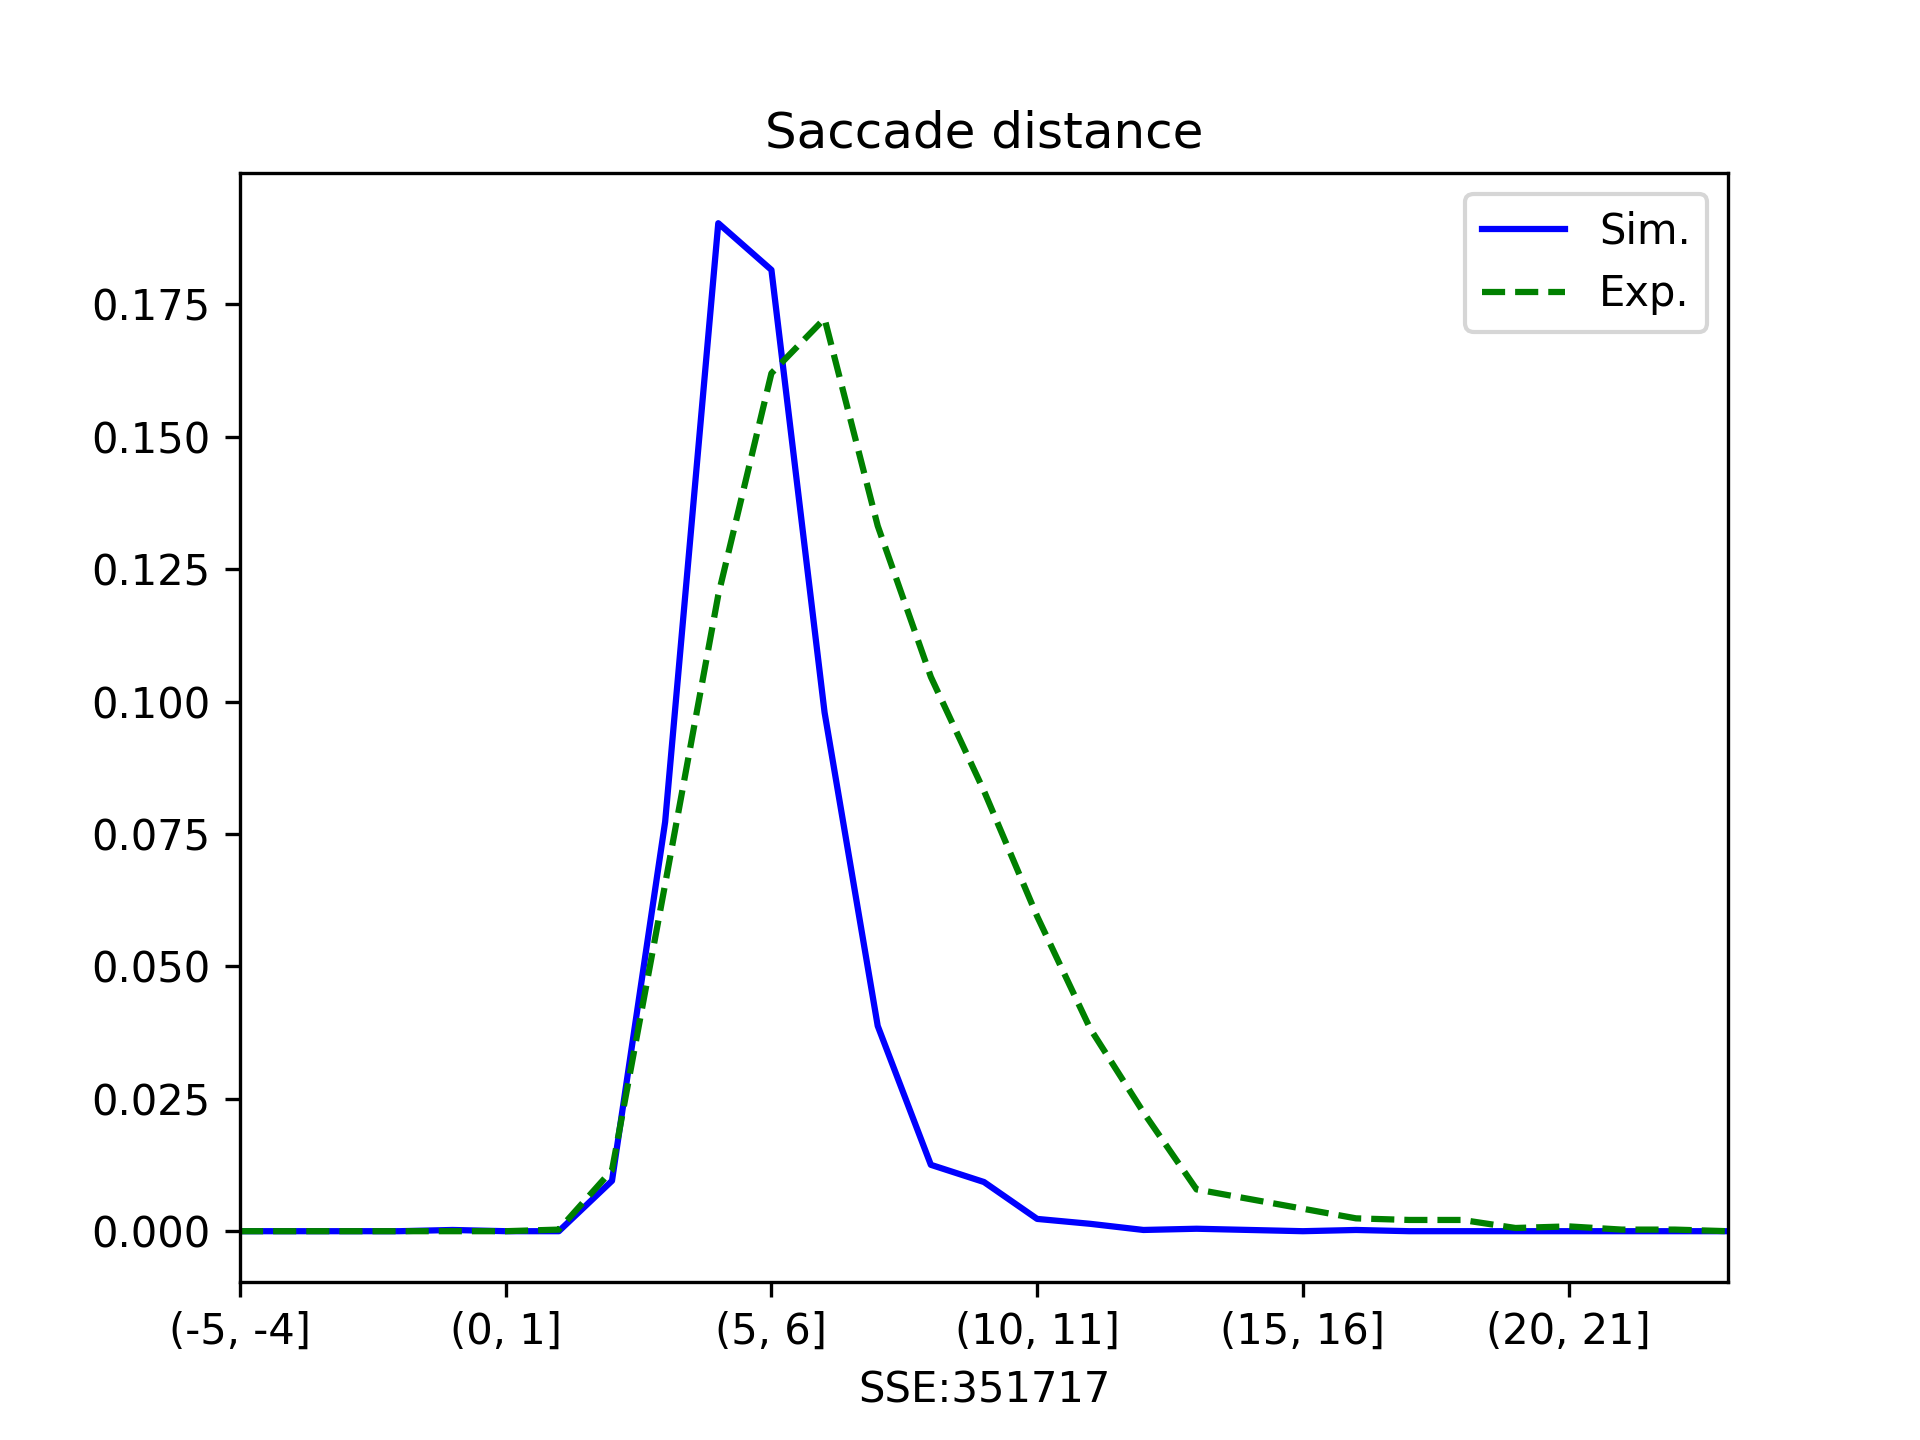 Saccade distance
Sim.
Exp.
0.175
0.150
0.125
0.100
0.075
0.050
0.025
0.000
(-5, -4] (0, 1] (5, 6] (10, 11] (15, 16] (20, 21]
SSE:351717